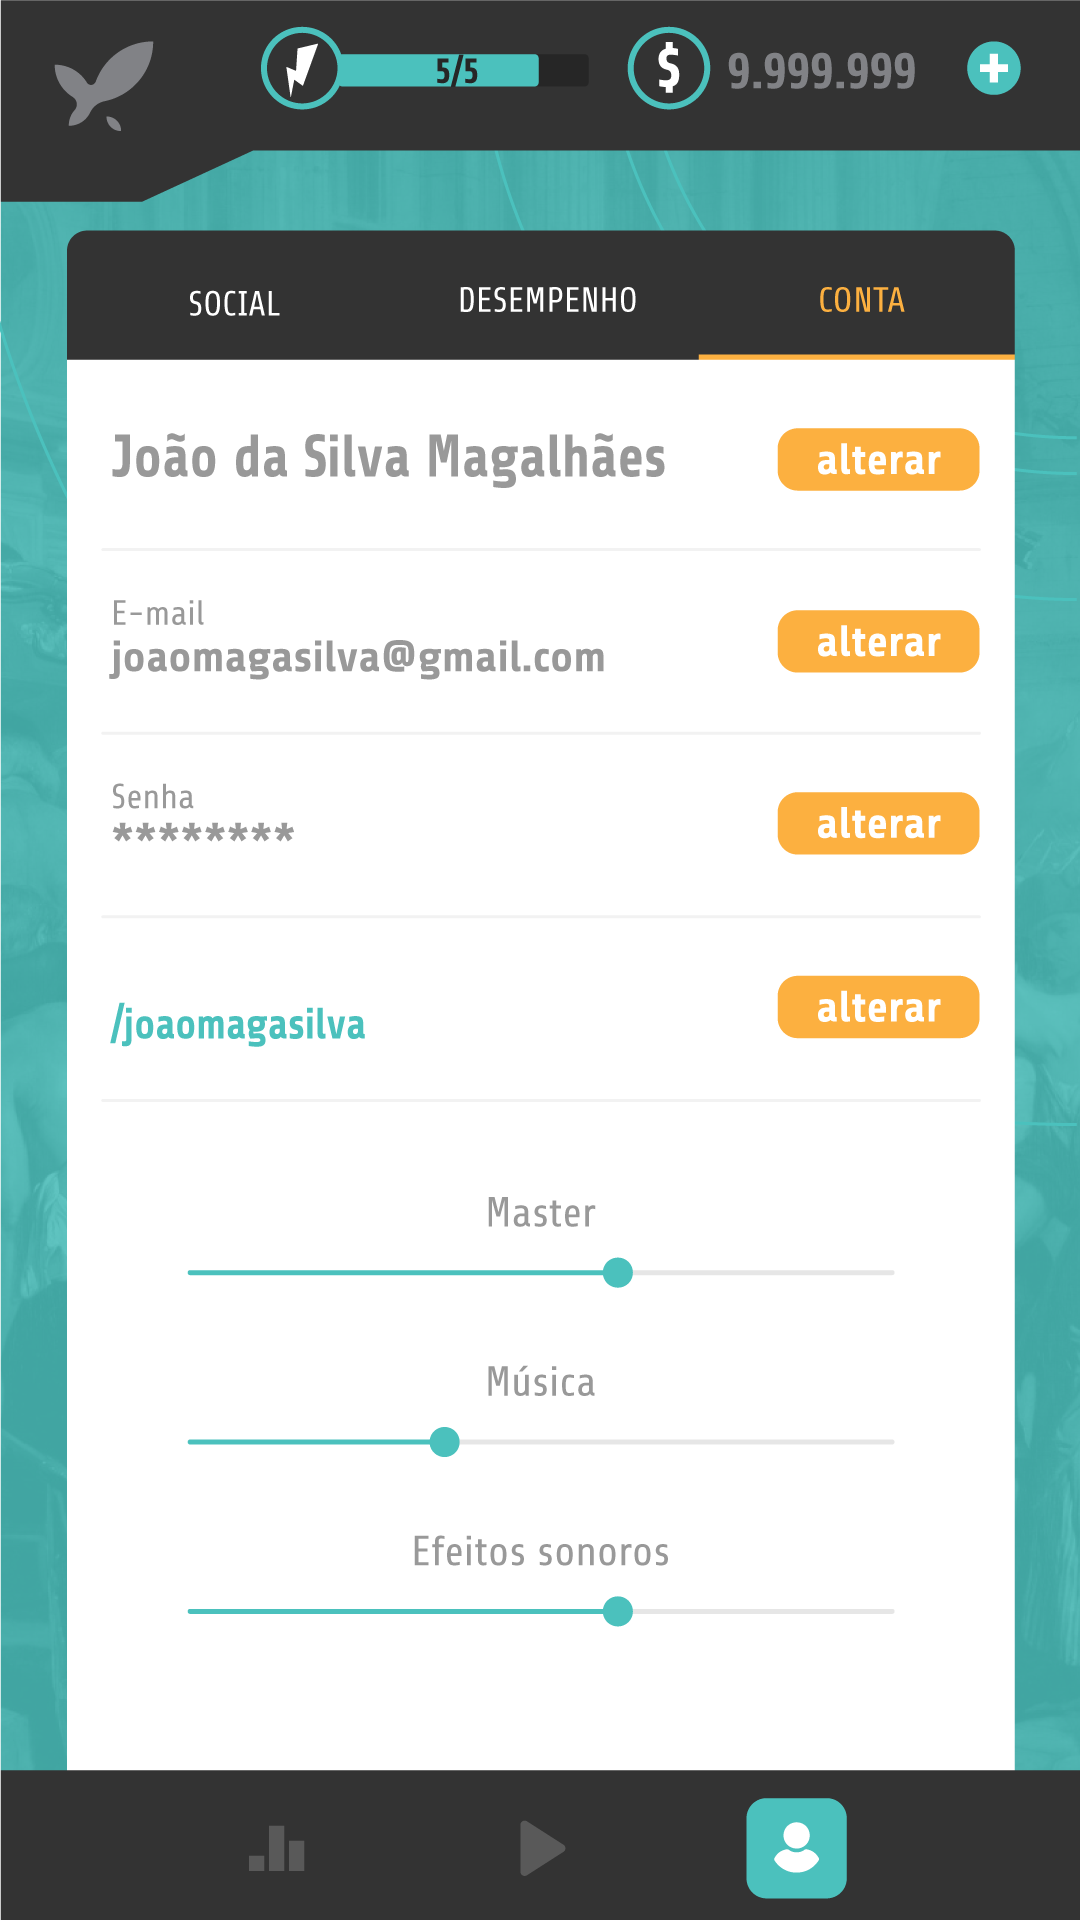 5/5
$ 9.999.999
SOCIAL DESEMPENHO CONTA
João da Silva Magalhães alterar
E-mail
joaomagasilva@gmail.com alterar
Senha
******** alterar
/joaomagasilva alterar
Master
Música
Efeitos sonoros